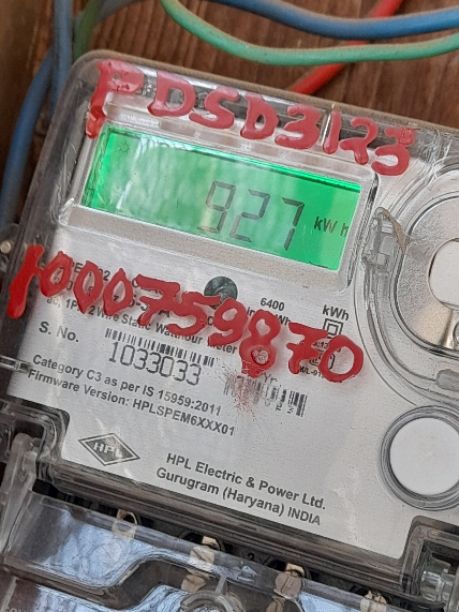 PDSD3123
927 kWh
6400
kWh
1000759870
S. No.
1033033
Category C3 as per IS 15959:2011
Firmware Version: HPLSPEM6XXX01
HPL
HPL Electric & Power Ltd.
Gurugram (Haryana) INDIA